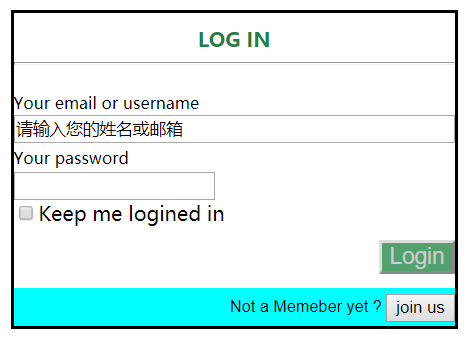 LOG IN
Your email or username
请输入您的姓名或邮箱
Your password
Keep me logined in
Login
Not a Memeber yet ? join us